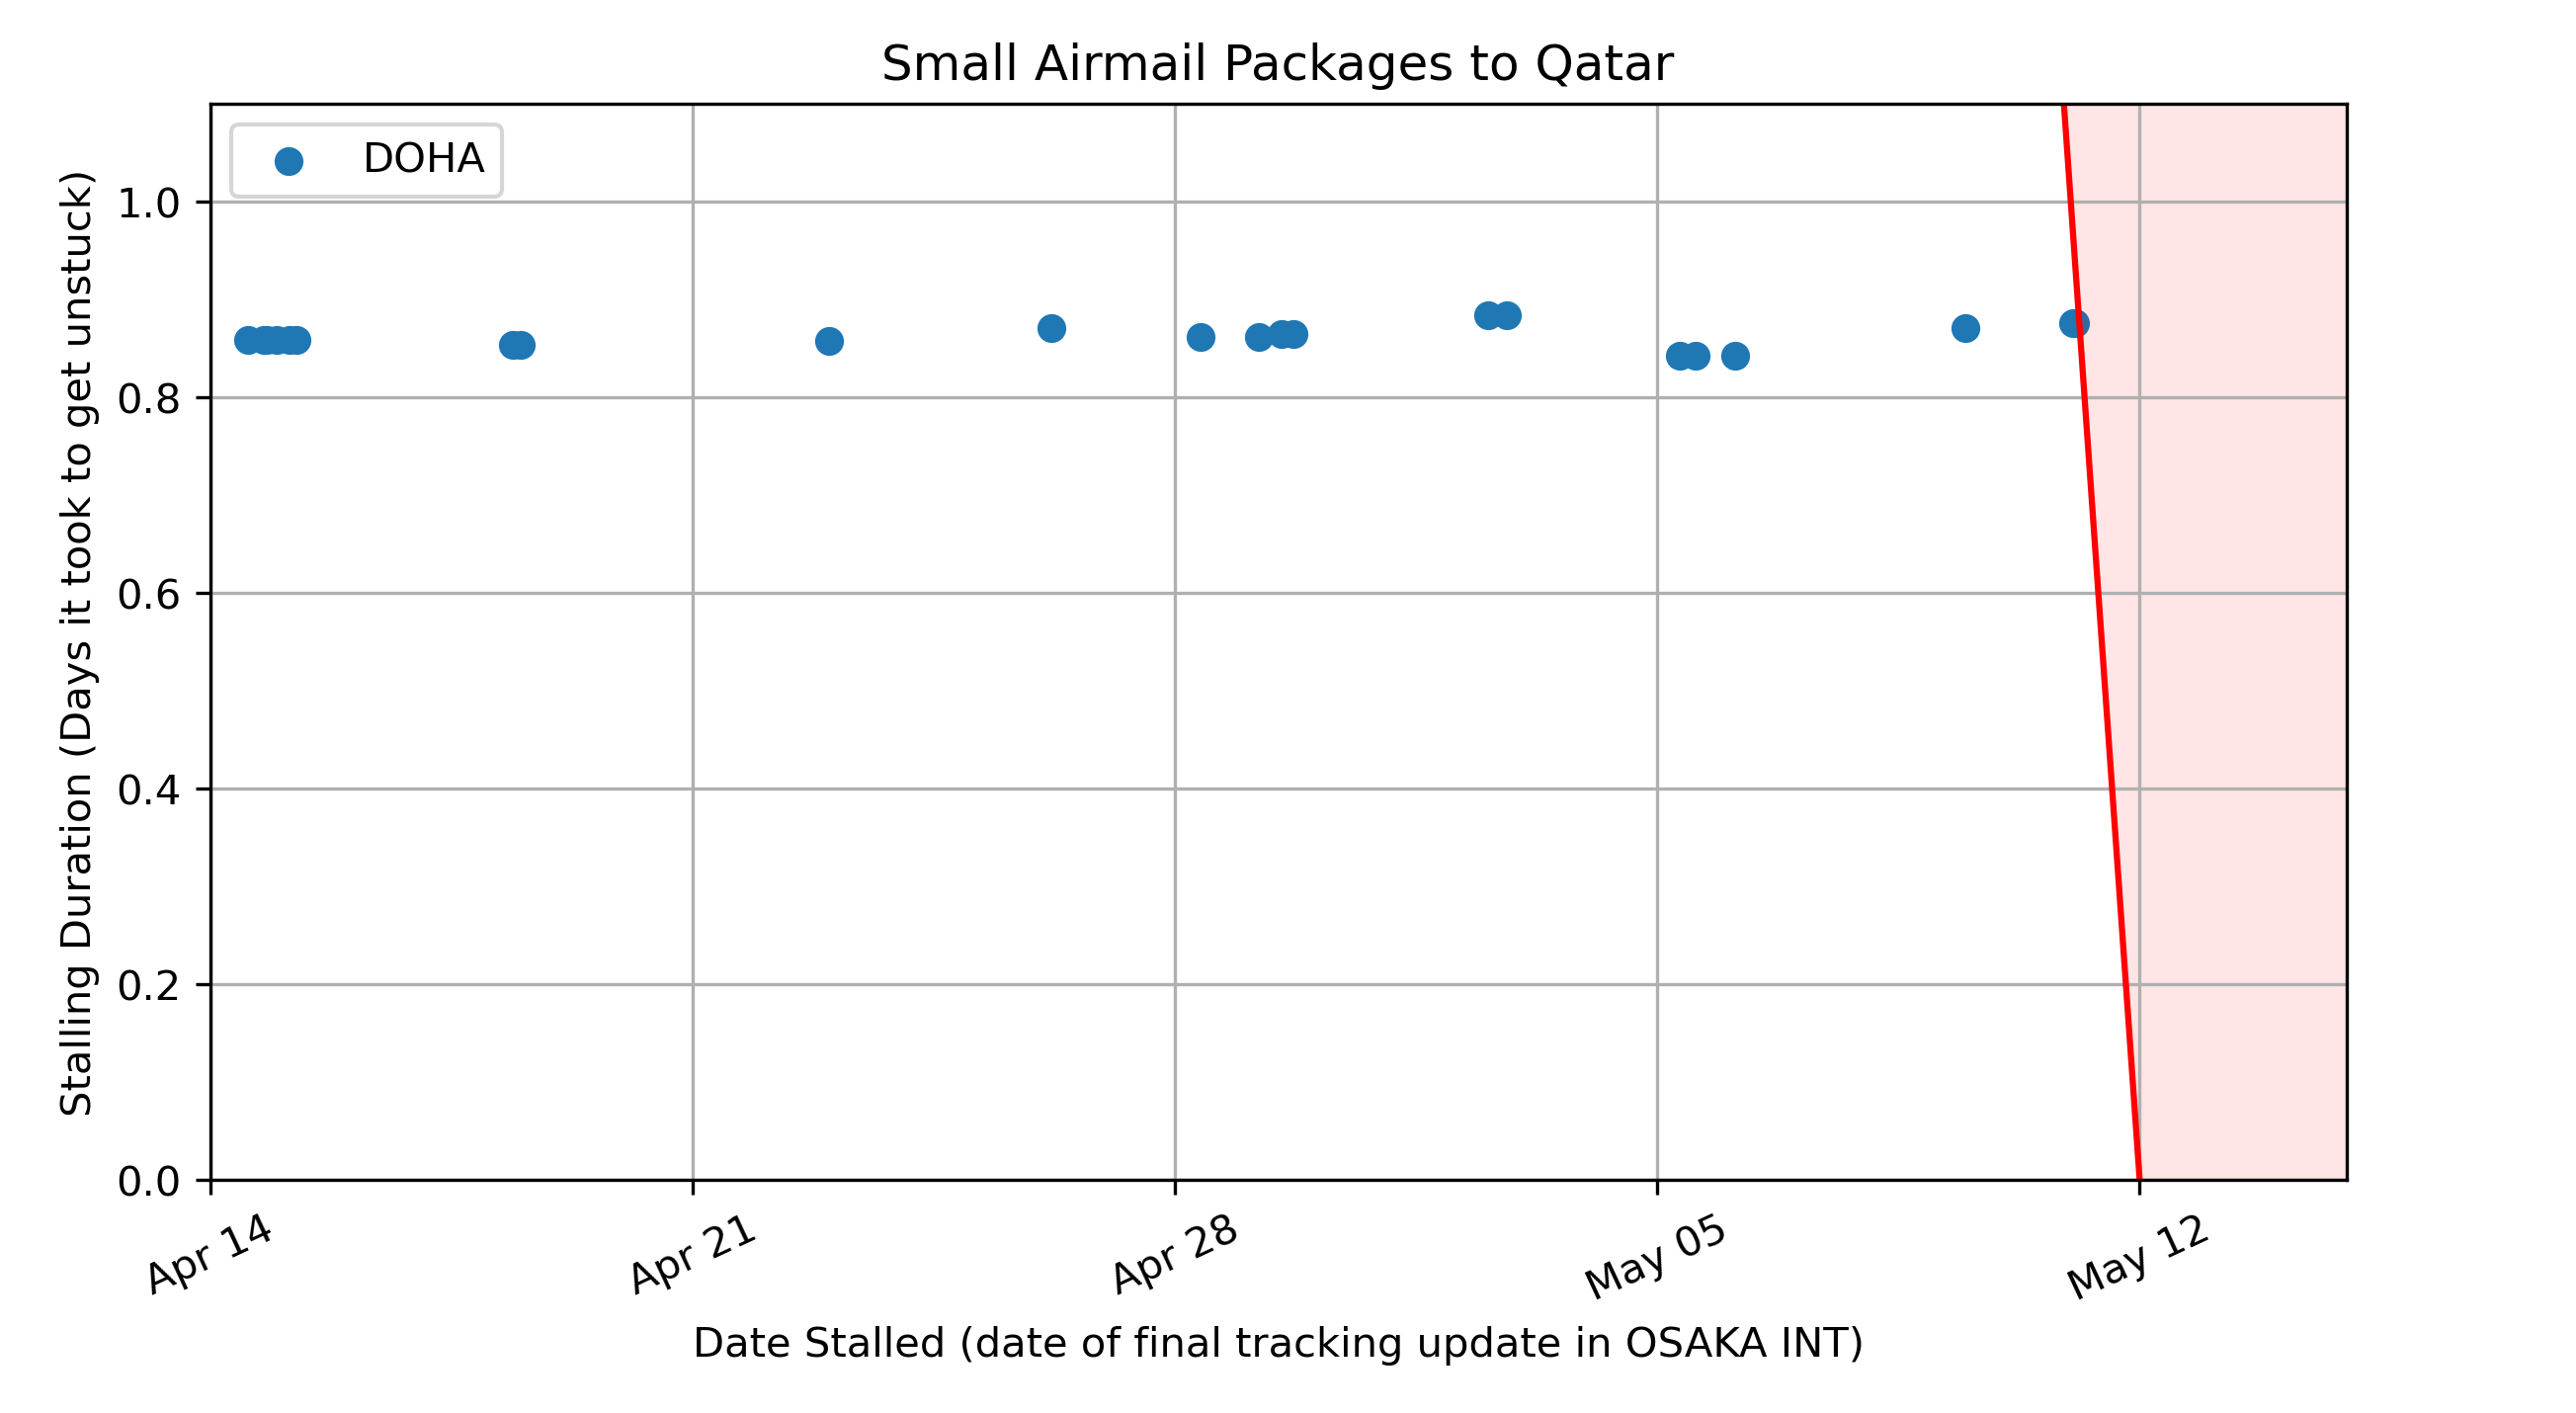 Small Airmail Packages to Qatar
DOHA
Stalling Duration (Days it took to get unstuck)
1.0
0.8
0.6
0.4
0.2
0.0
Apr 14
Apr 21
Apr 28
May 05
May 12
Date Stalled (date of final tracking update in OSAKA INT)